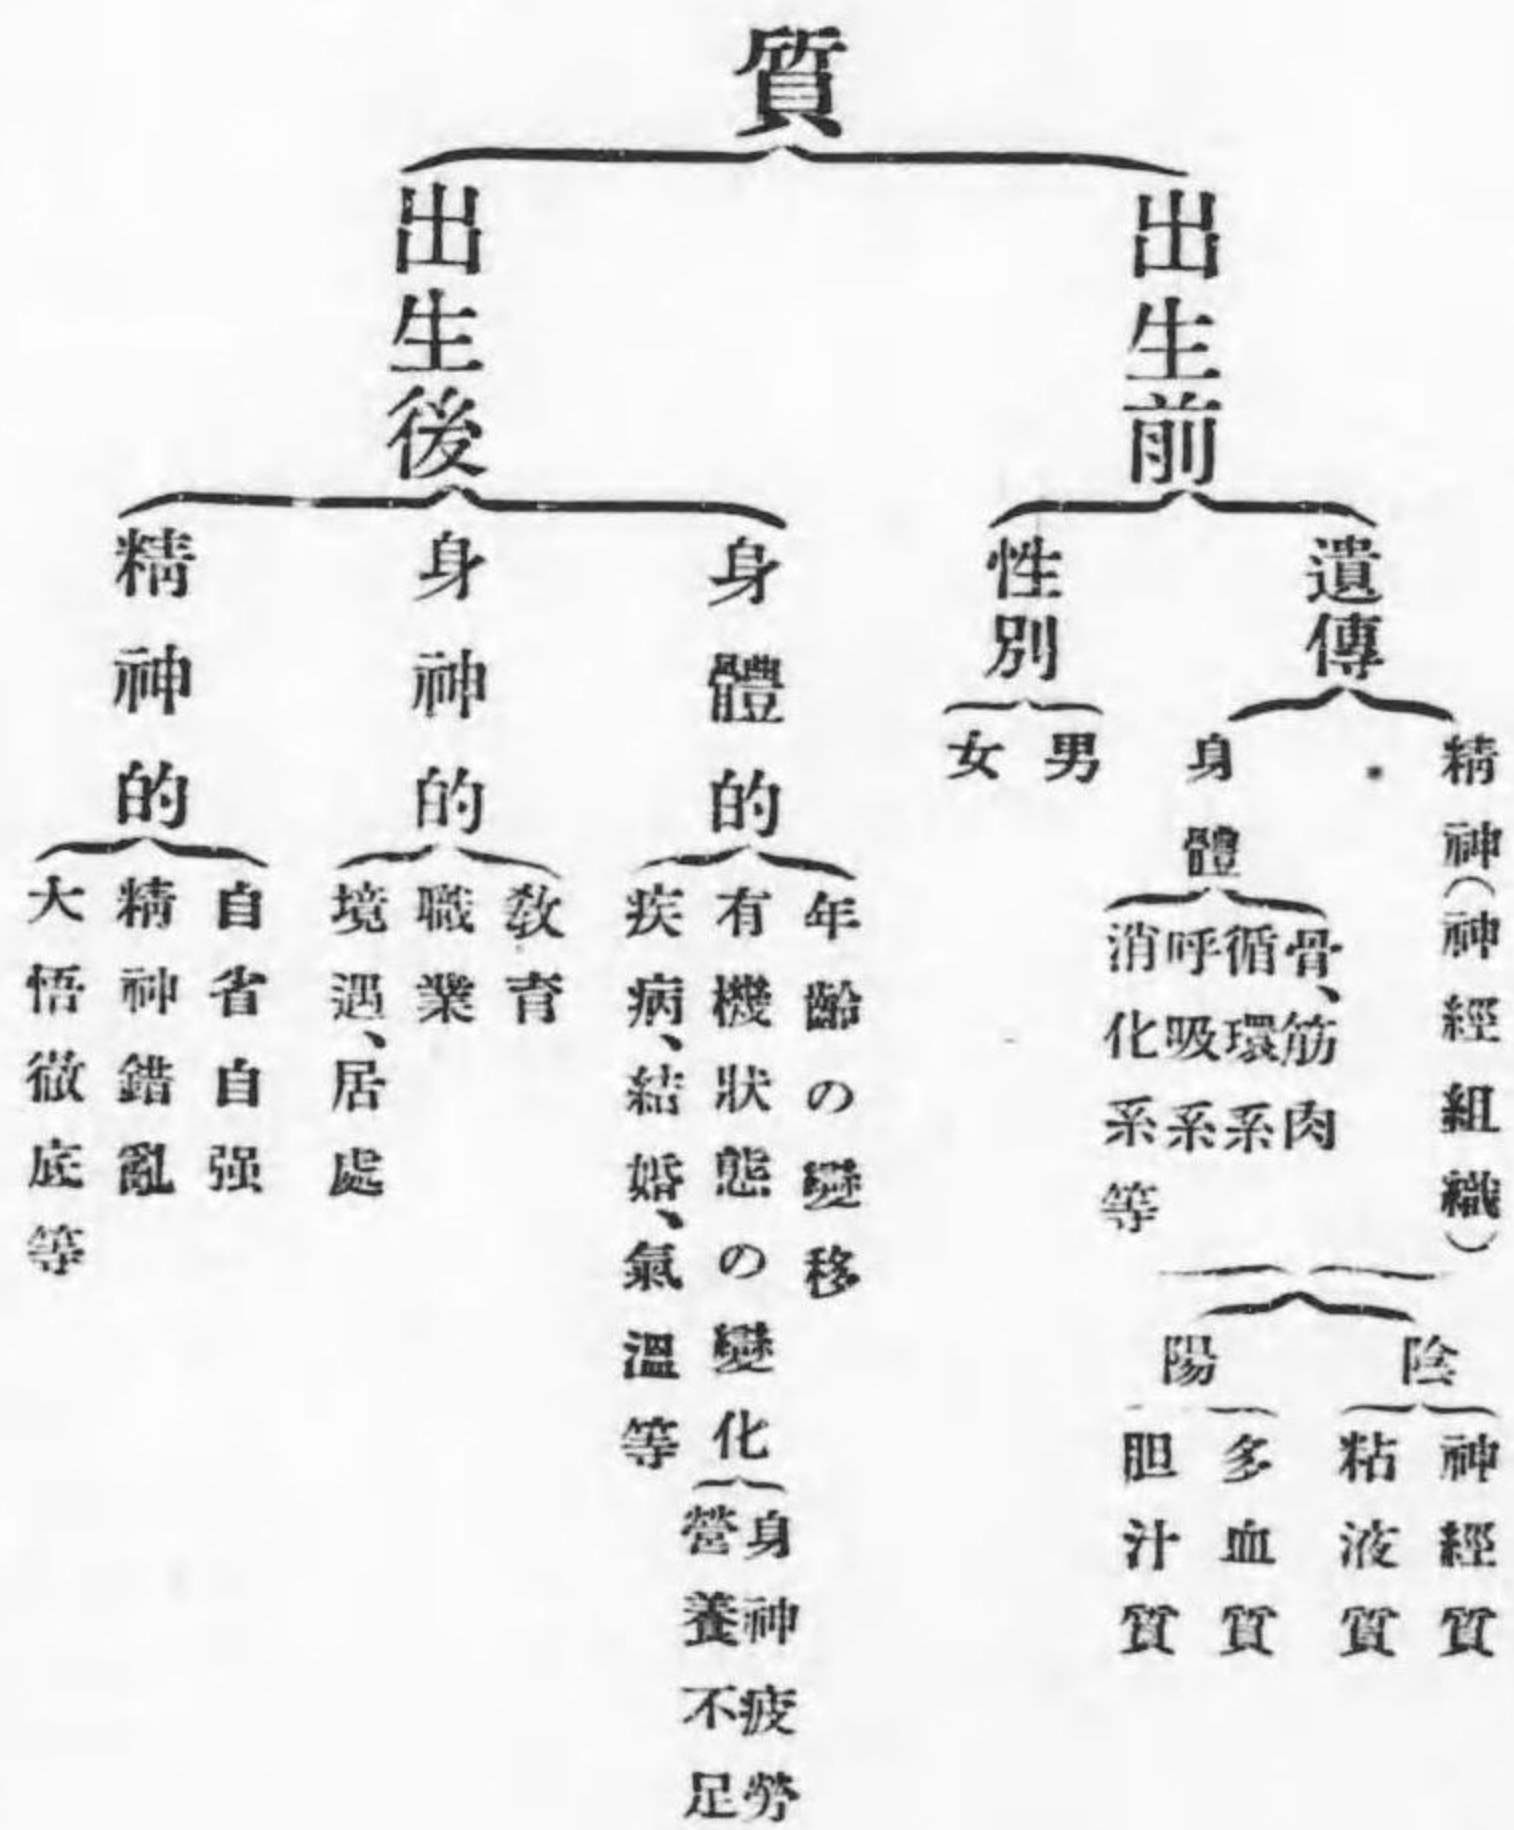 質
出生前
遺傳
精神(神經組織)
身體
骨、筋肉
循環系
呼吸系
消化系等
陰
神經質
粘液質
陽
多血質
胆汁質
性別
男
女
出生後
身體的
年齡の變移
有機狀態の變化
身神疲勞
營養不足
疾病、結婚、氣溫等
身神的
敎育
職業
境遇、居處
精神的
自省自强
精神錯亂
大悟徹底等